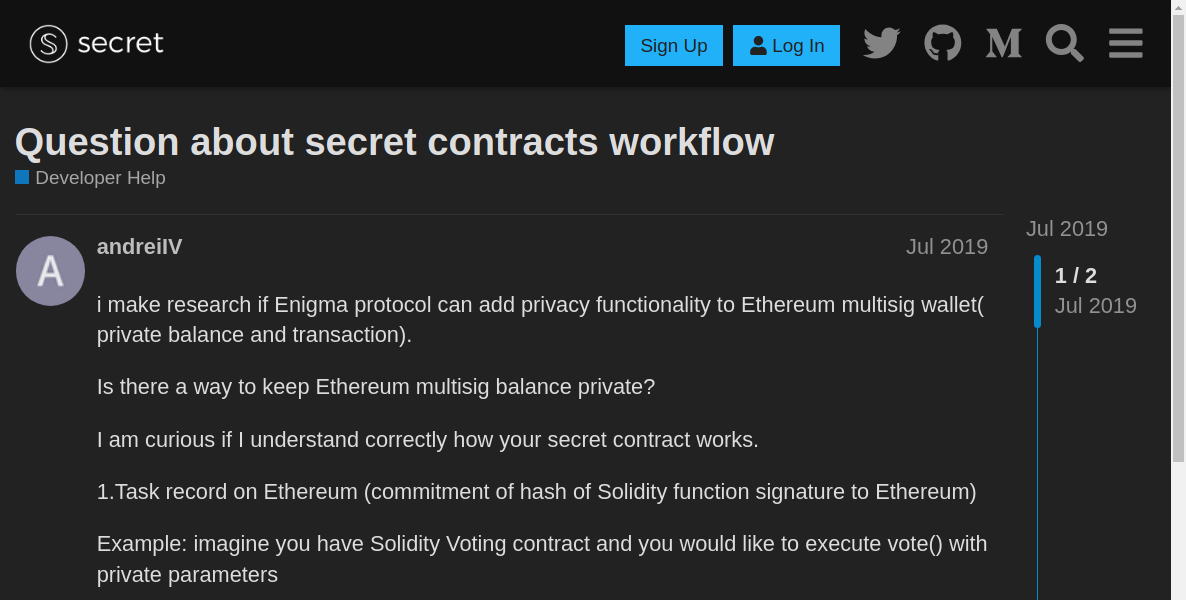 secret
Sign Up
Log In
Question about secret contracts workflow
Developer Help
A
andreiIV
Jul 2019
i make research if Enigma protocol can add privacy functionality to Ethereum multisig wallet(
private balance and transaction).
Is there a way to keep Ethereum multisig balance private?
I am curious if I understand correctly how your secret contract works.
1.Task record on Ethereum (commitment of hash of Solidity function signature to Ethereum)
Example: imagine you have Solidity Voting contract and you would like to execute vote() with
private parameters
Jul 2019
1 / 2
Jul 2019